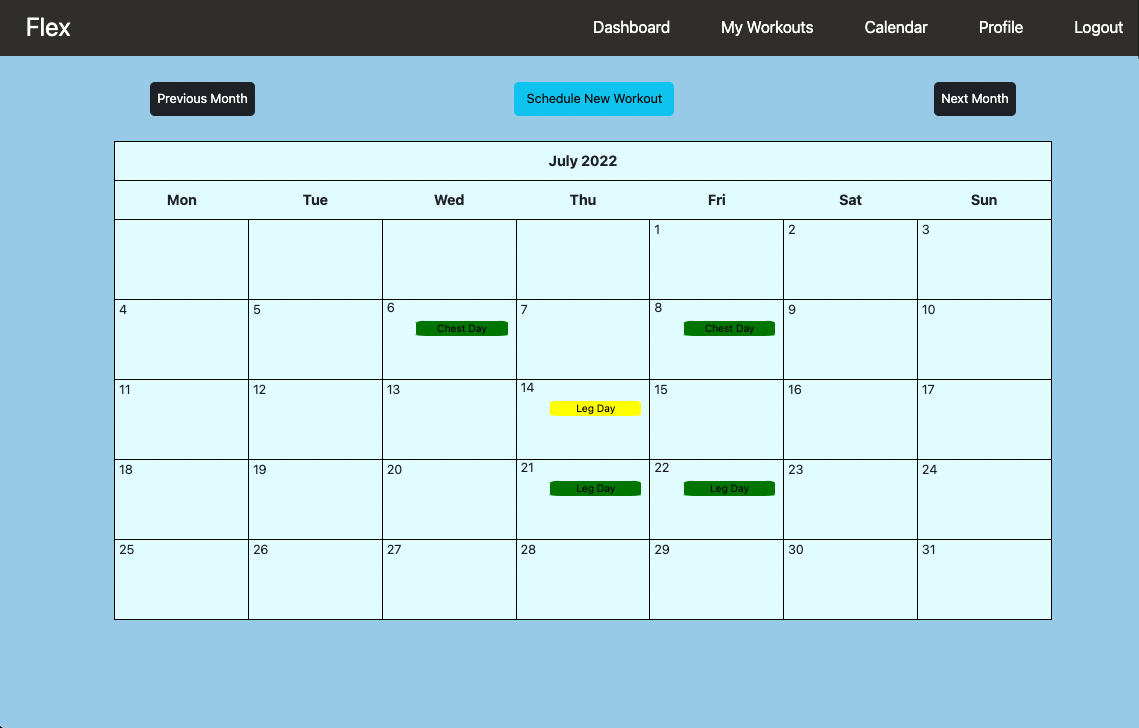 Flex Dashboard My Workouts Calendar Profile Logout
Previous Month Schedule New Workout Next Month
July 2022
Mon Tue Wed Thu Fri Sat Sun
1 2 3
4 5 6 7 8 9 10
Chest Day Chest Day
11 12 13 14 15 16 17
Leg Day
18 19 20 21 22 23 24
Leg Day Leg Day
25 26 27 28 29 30 31